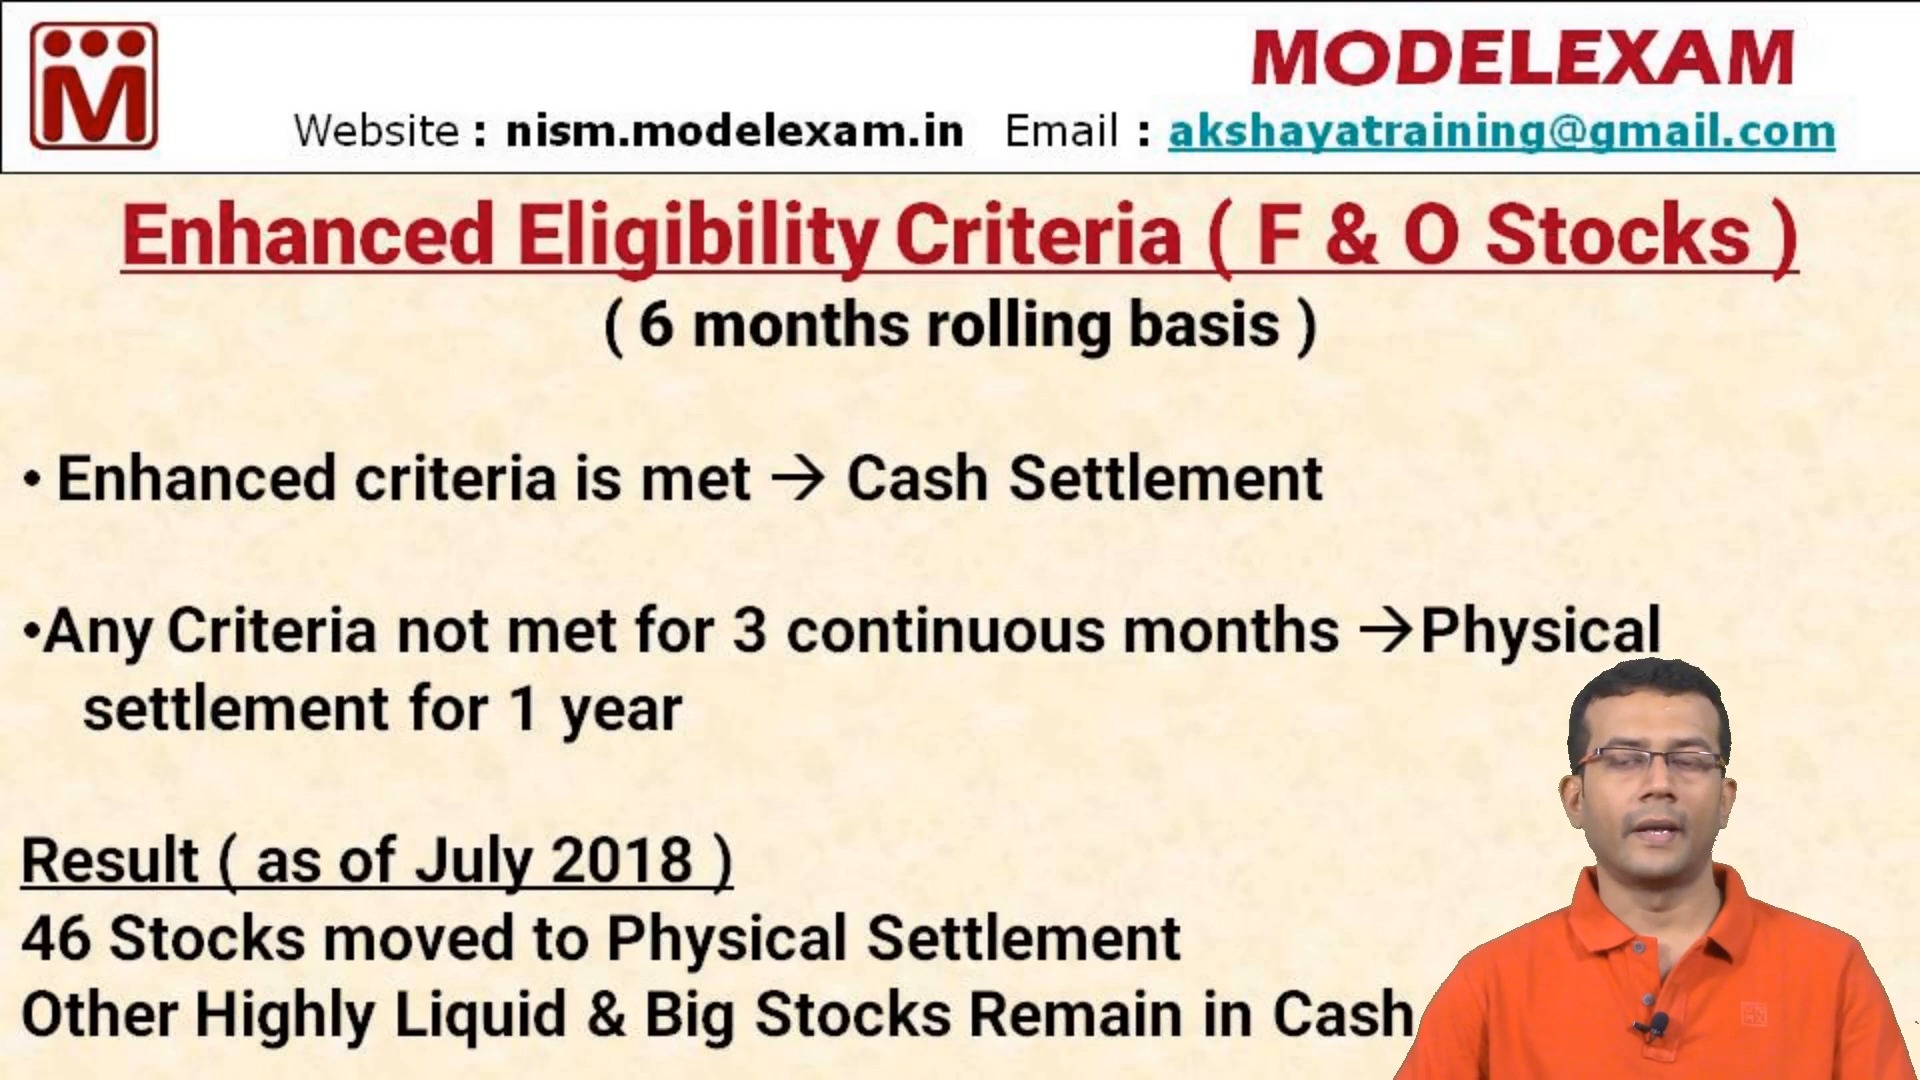 M
MODELEXAM
Website : nism.modelexam.in Email : akshayatraining@gmail.com
Enhanced Eligibility Criteria ( F & O Stocks )
( 6 months rolling basis )
• Enhanced criteria is met → Cash Settlement
•Any Criteria not met for 3 continuous months →Physical
settlement for 1 year
Result ( as of July 2018 )
46 Stocks moved to Physical Settlement
Other Highly Liquid & Big Stocks Remain in Cash